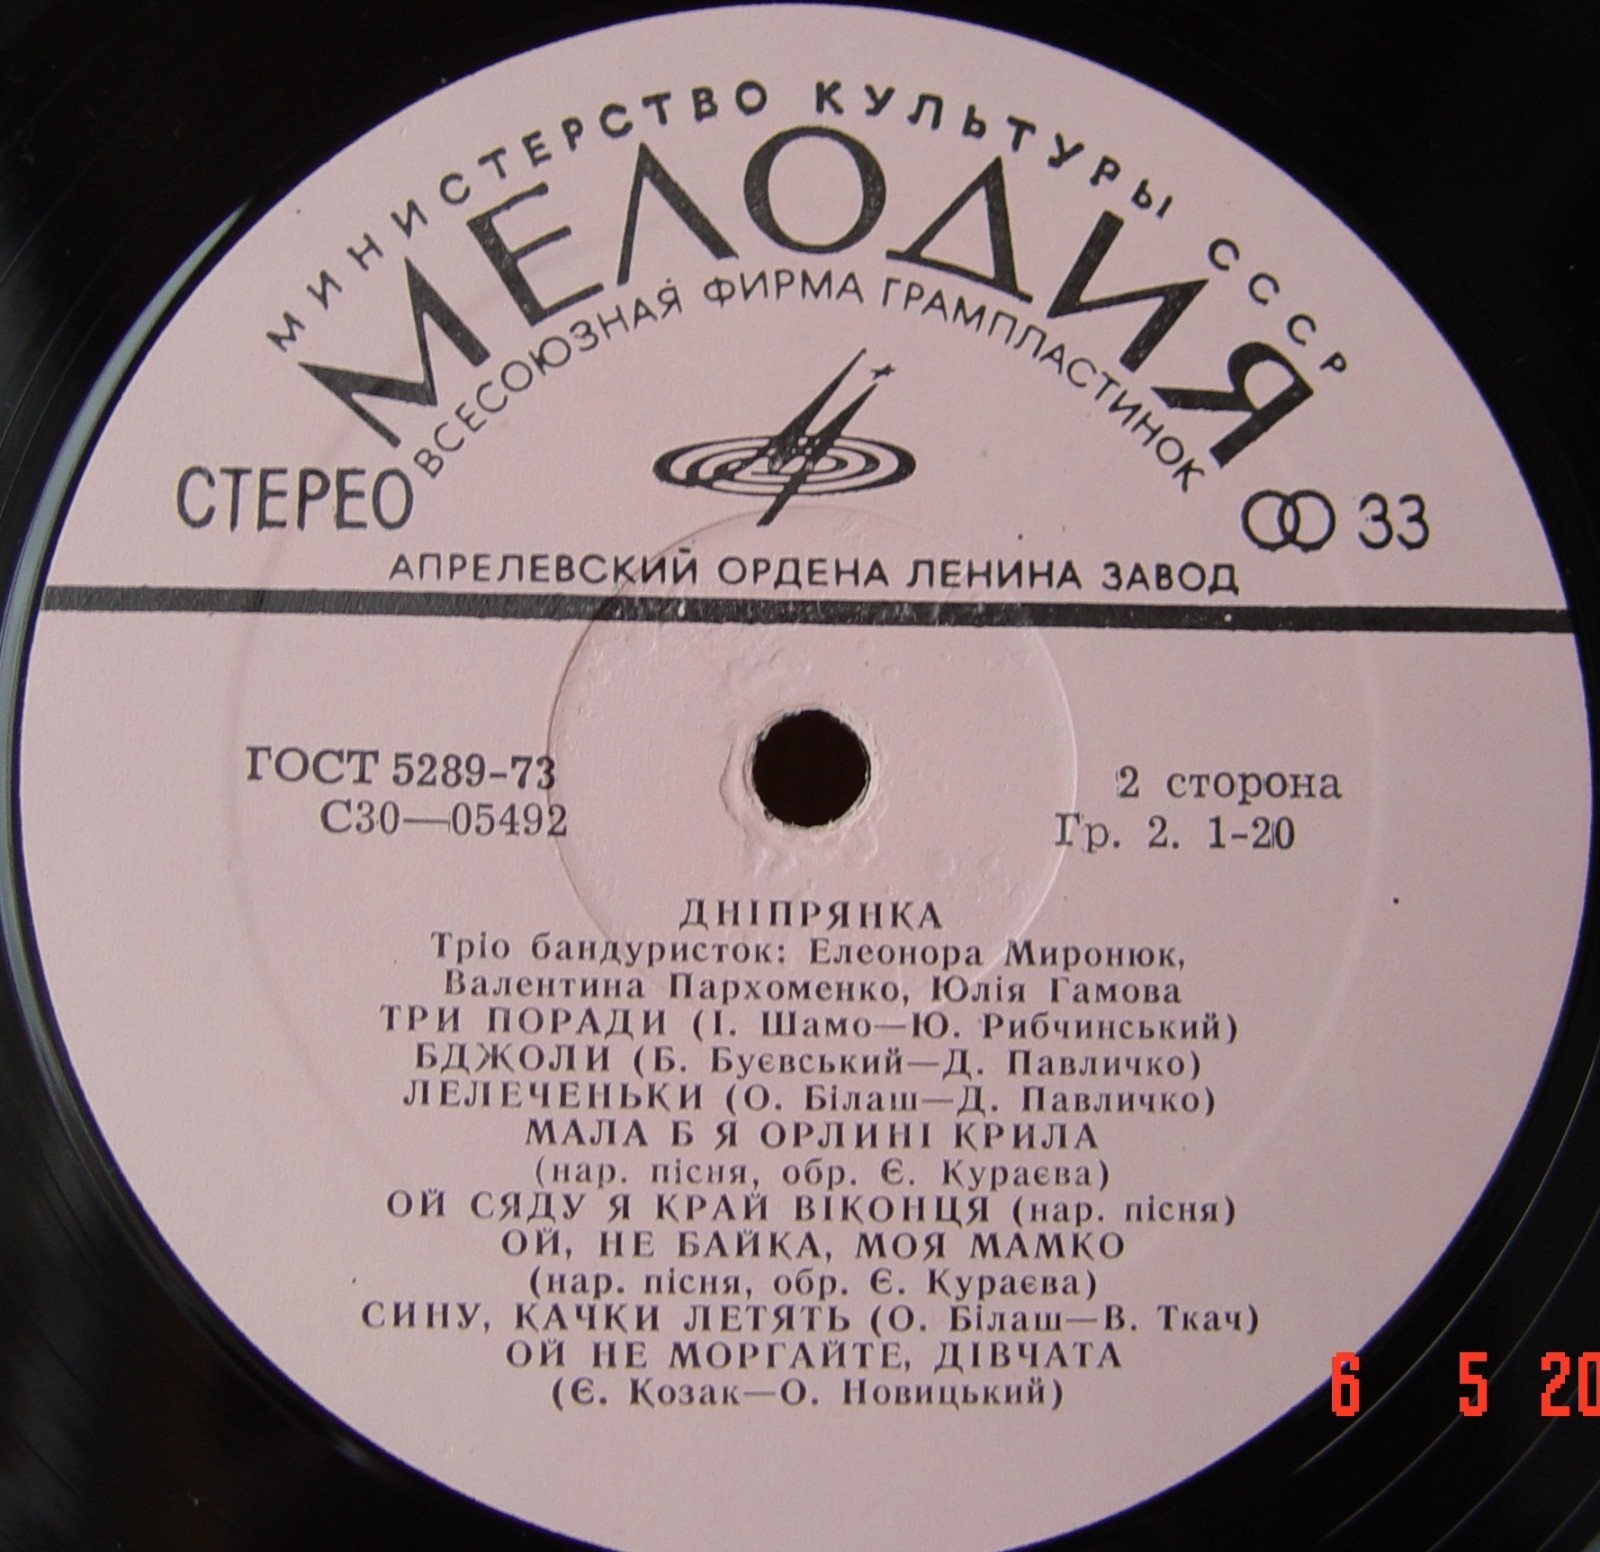 МИНИСТЕРСТВО КУЛЬТУРЫ СССР
МЕЛОДИЯ
ВСЕСОЮЗНАЯ ФИРМА ГРАМПЛАСТИНОК
СТЕРЕО
33
АПРЕЛЕВСКИЙ ОРДЕНА ЛЕНИНА ЗАВОД
ГОСТ 5289-73
С30—05492
2 сторона
Гр. 2. 1-20
ДНІПРЯНКА
Тріо бандуристок: Елеонора Миронюк,
Валентина Пархоменко, Юлія Гамова
ТРИ ПОРАДИ (І. Шамо—Ю. Рибчинський)
БДЖОЛИ (Б. Буєвський—Д. Павличко)
ЛЕЛЕЧЕНЬКИ (О. Білаш—Д. Павличко)
МАЛА Б Я ОРЛИНІ КРИЛА
(нар. пісня, обр. Є. Кураєва)
ОЙ СЯДУ Я КРАЙ ВІКОНЦЯ (нар. пісня)
ОЙ, НЕ БАЙКА, МОЯ МАМКО
(нар. пісня, обр. Є. Кураєва)
СИНУ, КАЧКИ ЛЕТЯТЬ (О. Білаш—В. Ткач)
ОЙ НЕ МОРГАЙТЕ, ДІВЧАТА
(Є. Козак—О. Новицький)
6 5 20